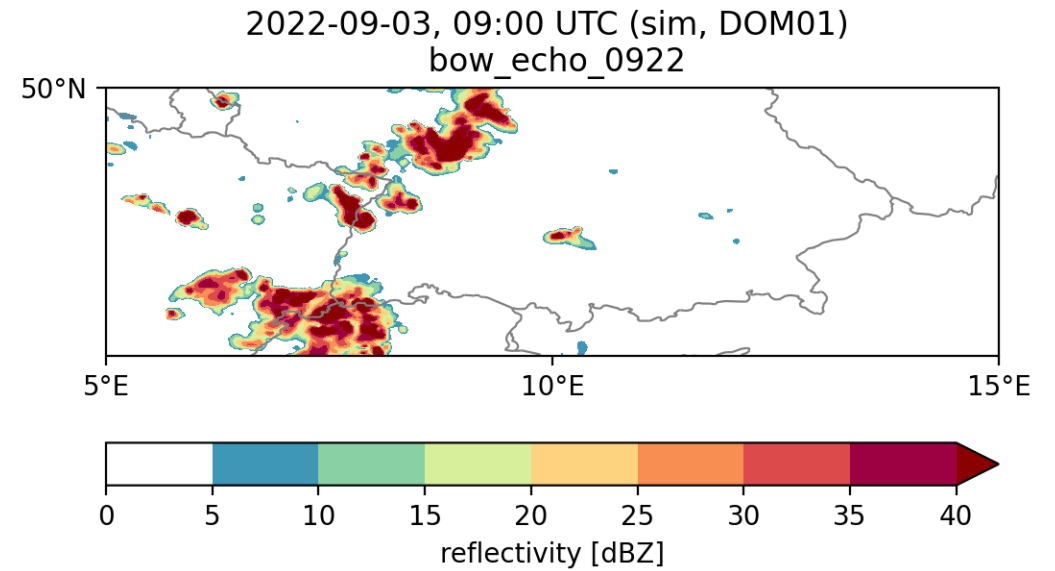 2022-09-03, 09:00 UTC (sim, DOM01)
bow_echo_0922
50°N
5°E 10°E 15°E
0 5 10 15 20 25 30 35 40
reflectivity [dBZ]